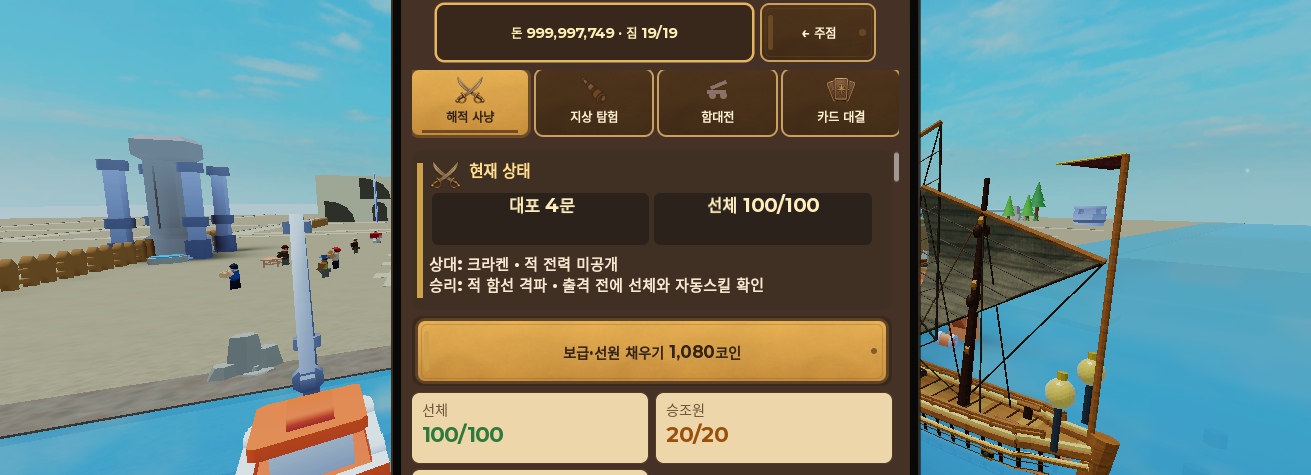 돈 999,997,749 · 짐 19/19
← 주점
해적 사냥
지상 탐험
함대전
카드 대결
현재 상태
대포 4문
선체 100/100
상대: 크라켄 • 적 전력 미공개
승리: 적 함선 격파 • 출격 전에 선체와 자동스킬 확인
보급·선원 채우기 1,080코인
선체
100/100
승조원
20/20